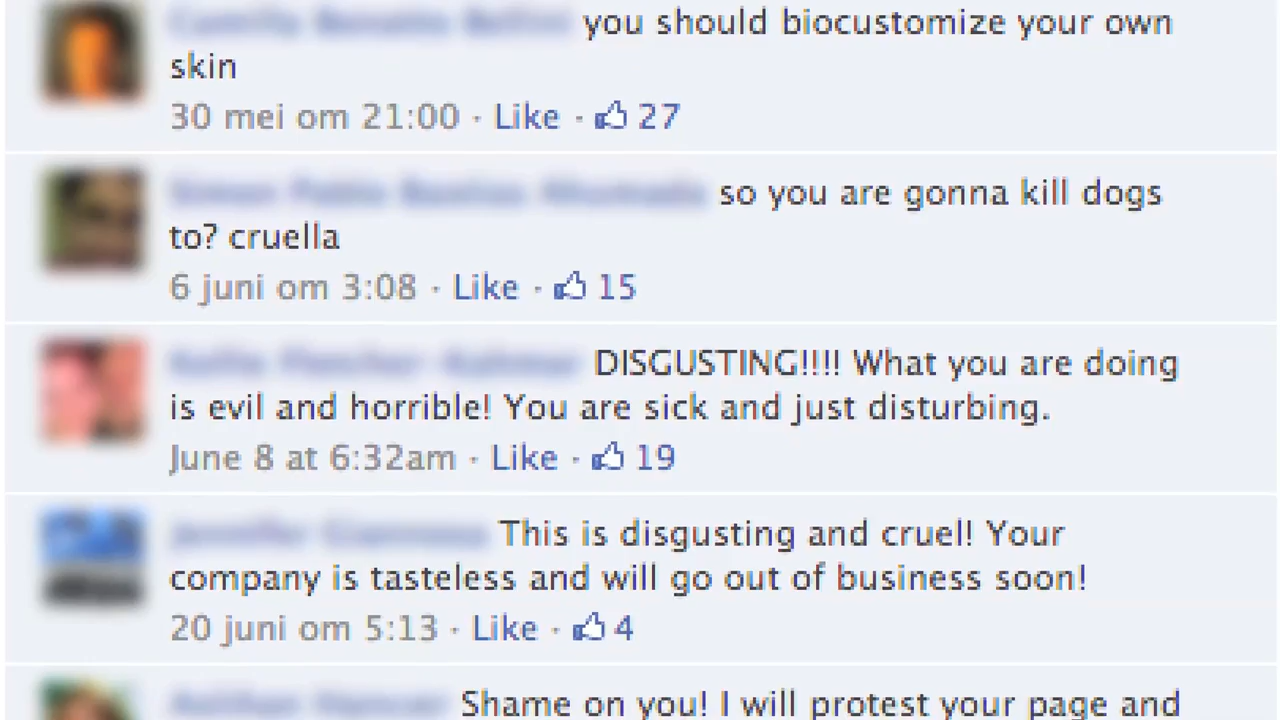 you should biocustomize your own
skin
30 mei om 21:00 · Like · 27
so you are gonna kill dogs
to? cruella
6 juni om 3:08 · Like · 15
DISGUSTING!!!! What you are doing
is evil and horrible! You are sick and just disturbing.
June 8 at 6:32am · Like · 19
This is disgusting and cruel! Your
company is tasteless and will go out of business soon!
20 juni om 5:13 · Like · 4
Shame on you! I will protest your page and